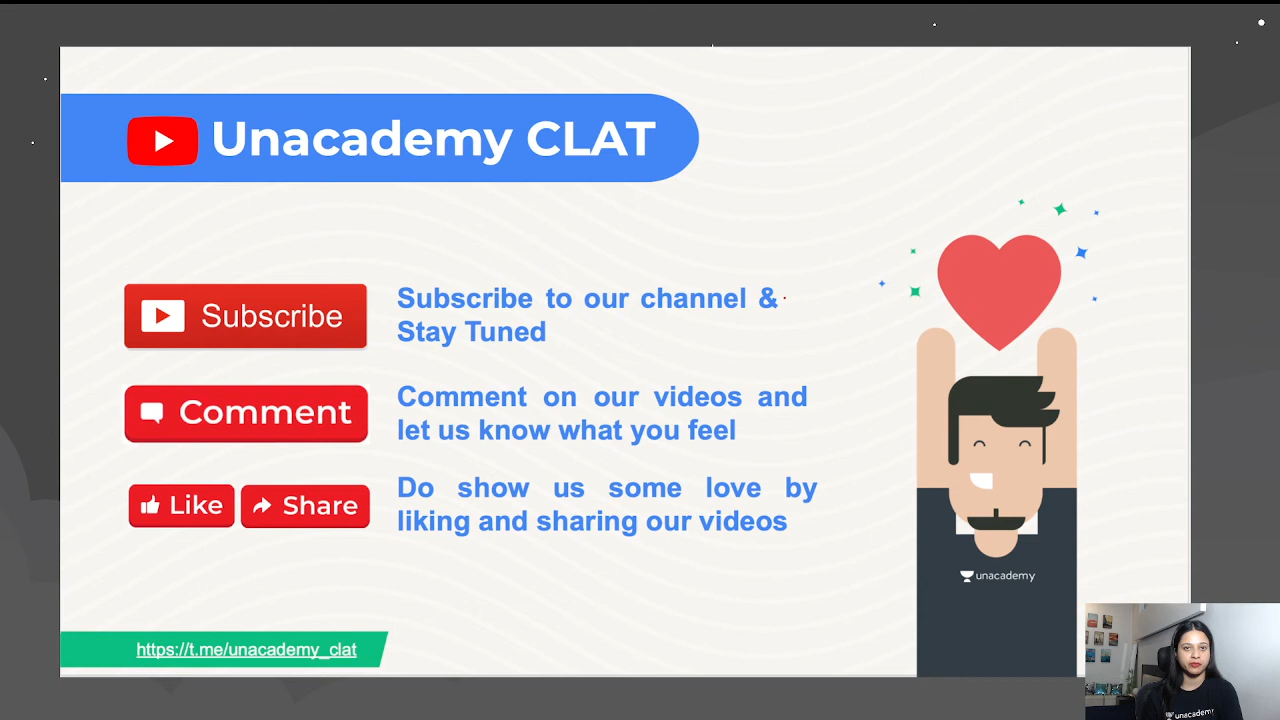 Unacademy CLAT
Subscribe
Subscribe to our channel &
Stay Tuned
Comment
Comment on our videos and
let us know what you feel
Like
Share
Do show us some love by
liking and sharing our videos
unacademy
https://t.me/unacademy_clat
unacademy